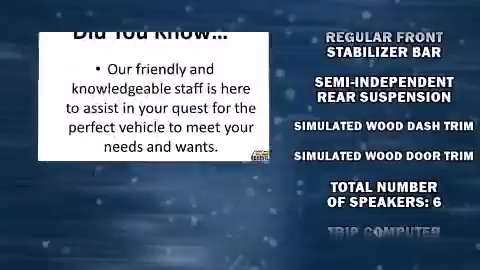 Did You Know...
• Our friendly and
knowledgeable staff is here
to assist in your quest for the
perfect vehicle to meet your
needs and wants.
REGULAR FRONT
STABILIZER BAR
SEMI-INDEPENDENT
REAR SUSPENSION
SIMULATED WOOD DASH TRIM
SIMULATED WOOD DOOR TRIM
TOTAL NUMBER
OF SPEAKERS: 6
TRIP COMPUTER